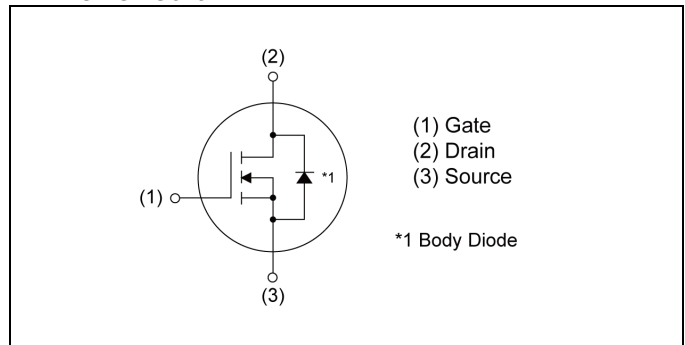 (2)
(1) Gate
(2) Drain
(3) Source
*1
(1)
*1 Body Diode
(3)